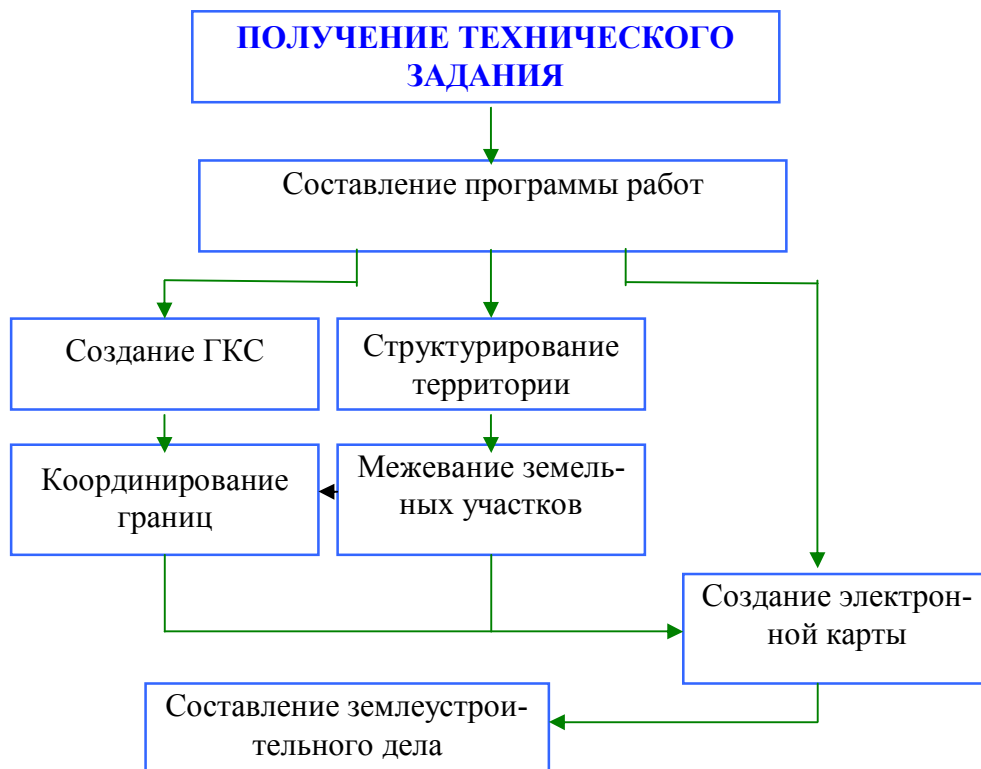 ПОЛУЧЕНИЕ ТЕХНИЧЕСКОГО
ЗАДАНИЯ
Составление программы работ
Создание ГКС
Структурирование
территории
Координирование
границ
Межевание земель-
ных участков
Создание электрон-
ной карты
Составление землеустрои-
тельного дела